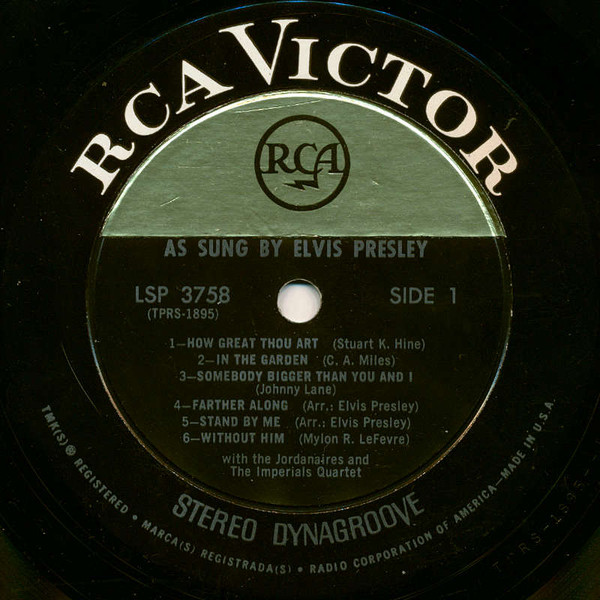 RCA VICTOR
RCA
AS SUNG BY ELVIS PRESLEY
LSP 3758
(TPRS-1895)
SIDE 1
1—HOW GREAT THOU ART (Stuart K. Hine)
2—IN THE GARDEN (C. A. Miles)
3—SOMEBODY BIGGER THAN YOU AND I
(Johnny Lane)
4—FARTHER ALONG (Arr.: Elvis Presley)
5—STAND BY ME (Arr.: Elvis Presley)
6—WITHOUT HIM (Mylon R. LeFevre)
with the Jordanaires and
The Imperials Quartet
STEREO DYNAGROOVE
TMK(S) ® REGISTERED • MARCA(S) REGISTRADA(S) • RADIO CORPORATION OF AMERICA—MADE IN U.S.A.